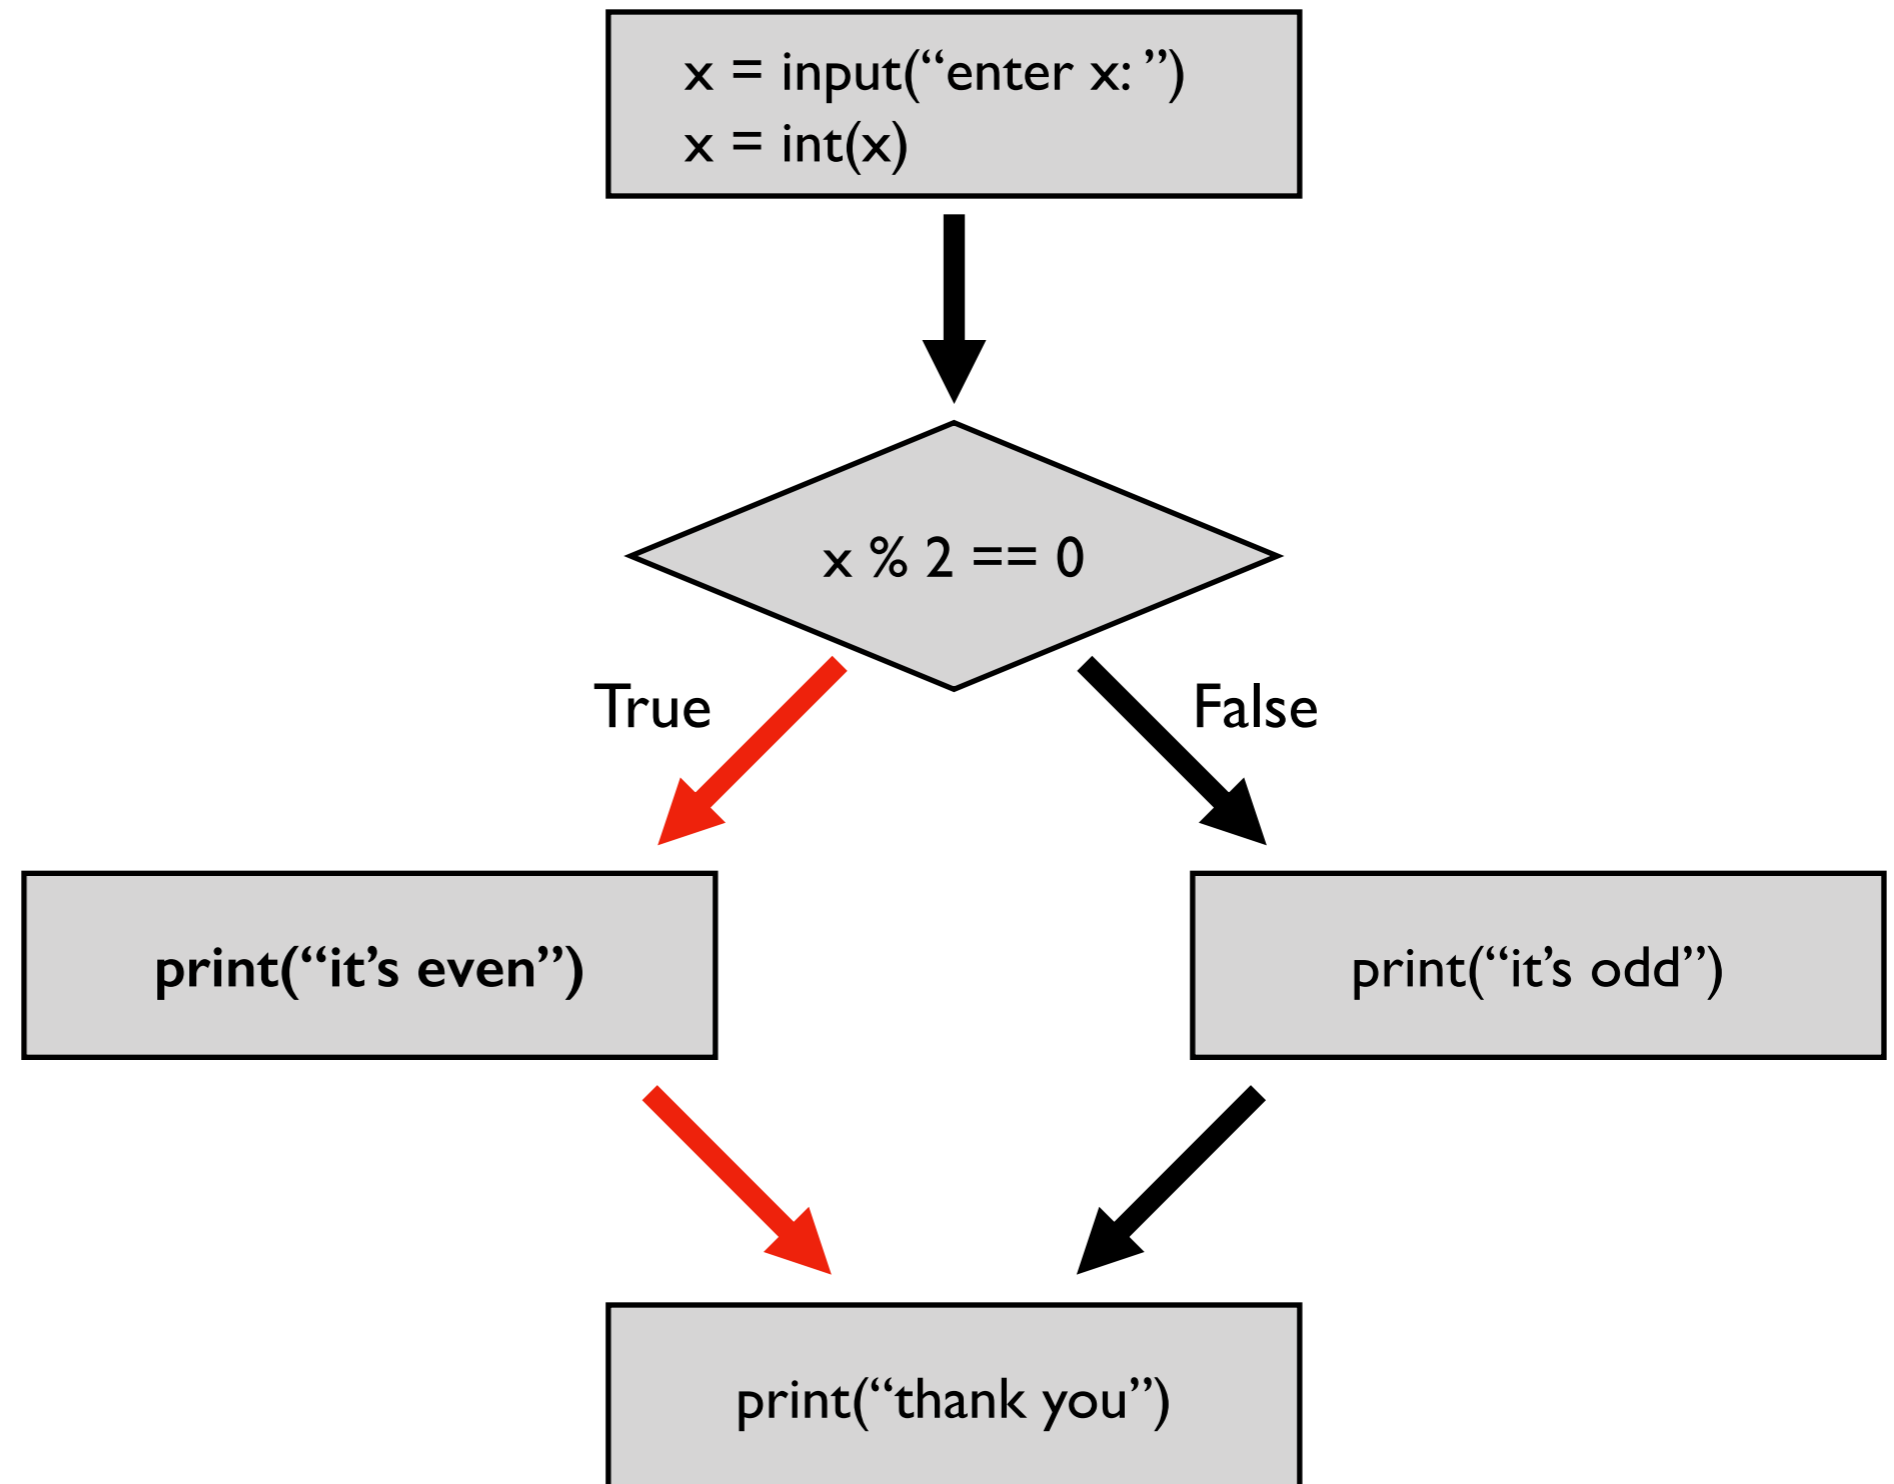 x = input(“enter x: ”)
x = int(x)
x % 2 == 0
True
False
print(“it’s even”)
print(“it’s odd”)
print(“thank you”)